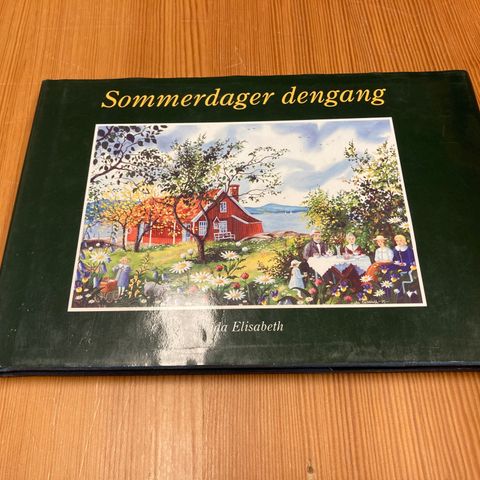 Sommerdager dengang
Elisabeth